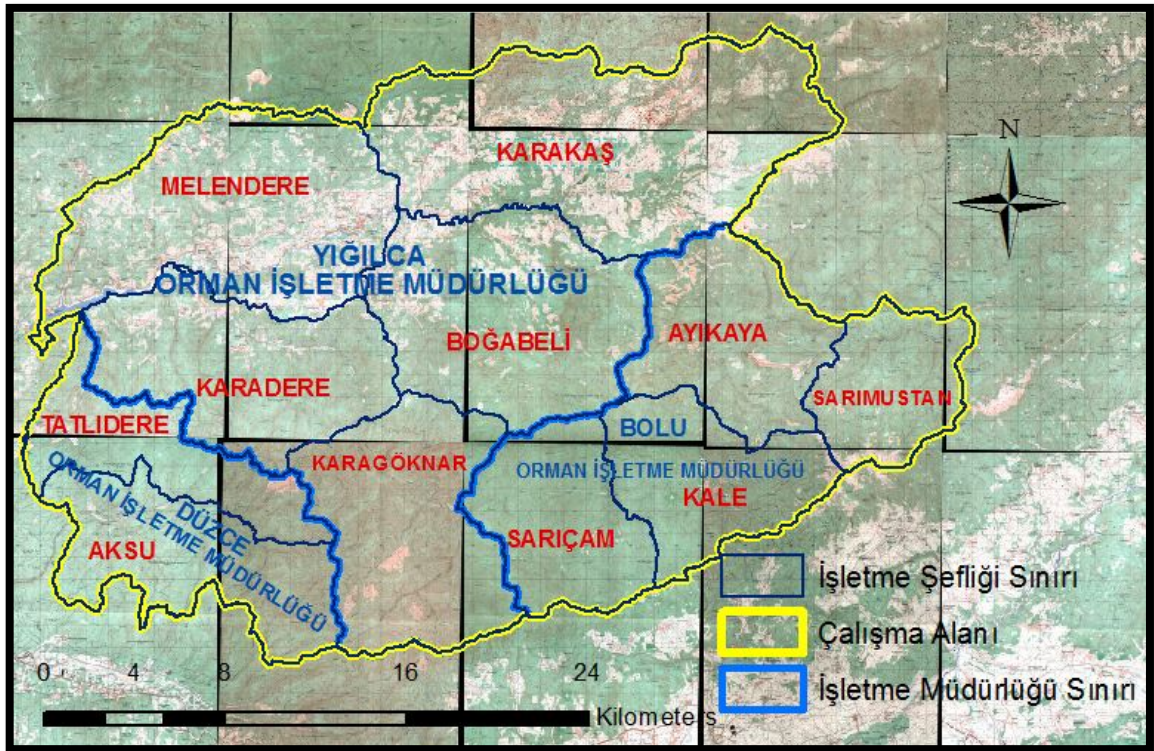 KARAKAŞ
N
MELENDERE
YIĞILCA
ORMAN İŞLETME MÜDÜRLÜĞÜ
BOĞABELİ
AYIKAYA
KARADERE
SARIMUSTAN
TATLIDERE
BOLU
ORMAN İŞLETME MÜDÜRLÜĞÜ
KARAGÖKNAR
KALE
DÜZCE
ORMAN İŞLETME MÜDÜRLÜĞÜ
SARIÇAM
AKSU
İşletme Şefliği Sınırı
Çalışma Alanı
İşletme Müdürlüğü Sınırı
0 4 8 16 24
Kilometers